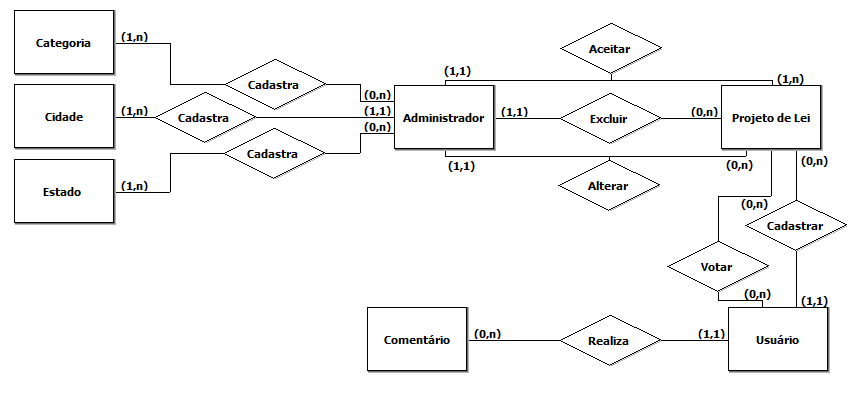 Categoria
(1,n)
Aceitar
(1,1)
(1,n)
Cadastra
(0,n)
Cidade
(1,n)
Cadastra
(1,1)
Administrador
(1,1)
Excluir
(0,n)
Projeto de Lei
(0,n)
Cadastra
Estado
(1,n)
(1,1)
Alterar
(0,n)
(0,n)
(0,n)
Cadastrar
Votar
(0,n)
(1,1)
Comentário
(0,n)
Realiza
(1,1)
Usuário